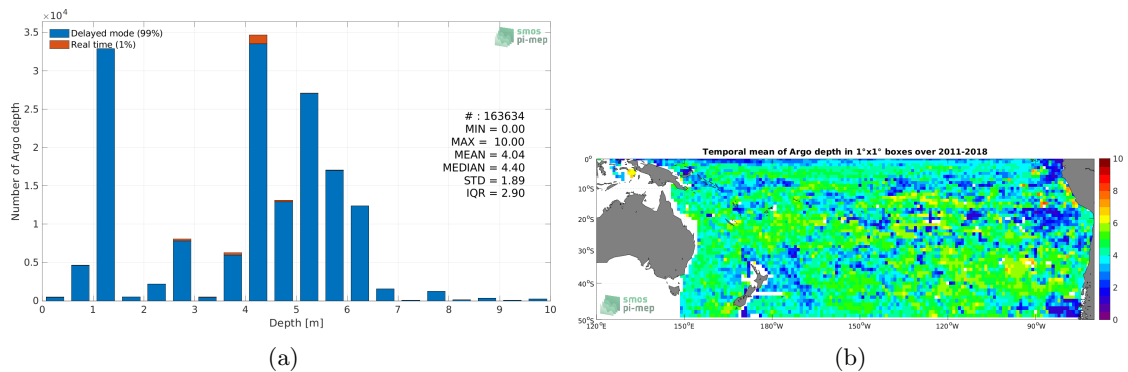 ×10⁴
3.5
3
2.5
2
1.5
1
0.5
0
Number of Argo depth
Delayed mode (99%)
Real time (1%)
smos
pi-mep
# : 163634
MIN = 0.00
MAX = 10.00
MEAN = 4.04
MEDIAN = 4.40
STD = 1.89
IQR = 2.90
0 1 2 3 4 5 6 7 8 9 10
Depth [m]
(a)
Temporal mean of Argo depth in 1°x1° boxes over 2011-2018
0°
10°S
20°S
30°S
40°S
50°S
smos
pi-mep
120°E 150°E 180°W 150°W 120°W 90°W
10
8
6
4
2
0
(b)